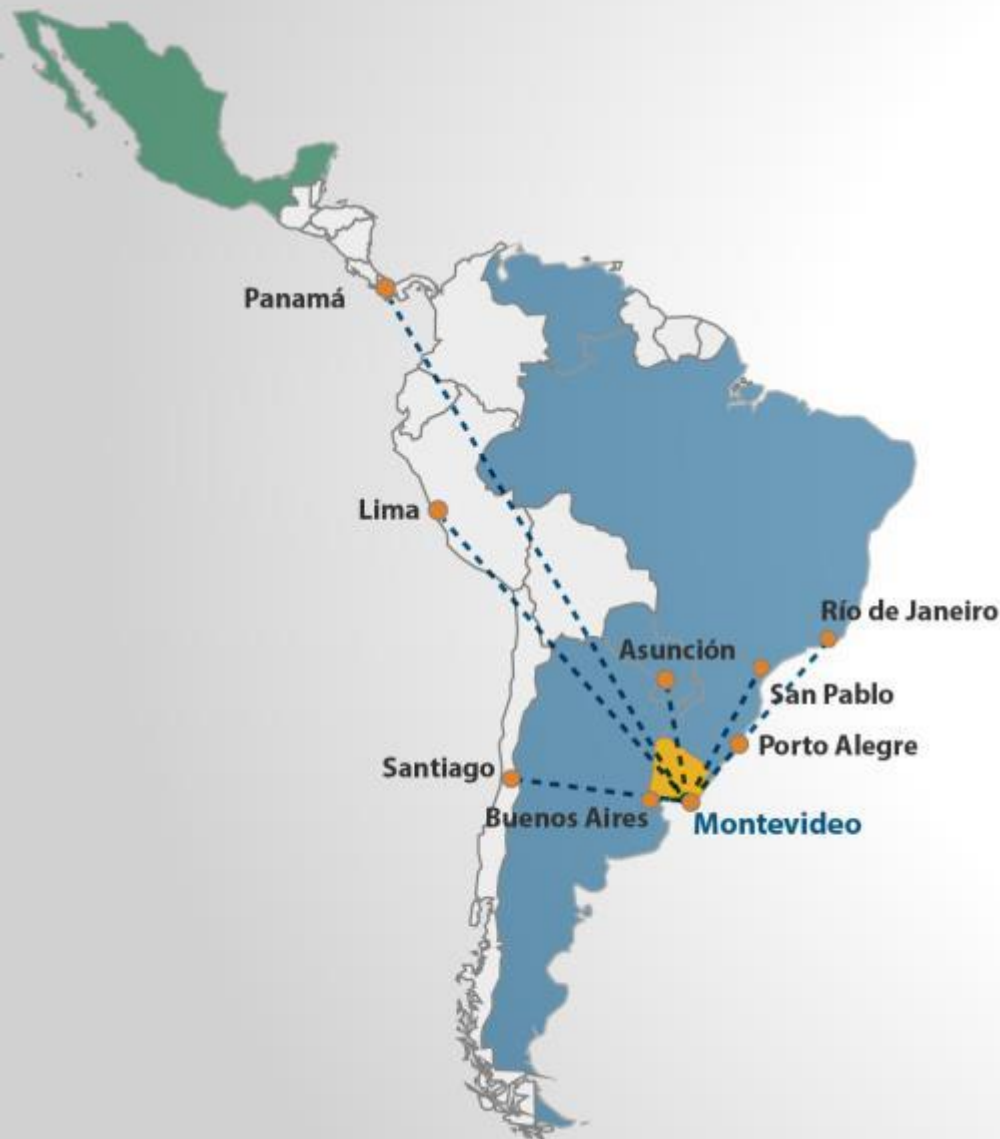 Panamá
Lima
Río de Janeiro
Asunción
San Pablo
Porto Alegre
Santiago
Buenos Aires
Montevideo